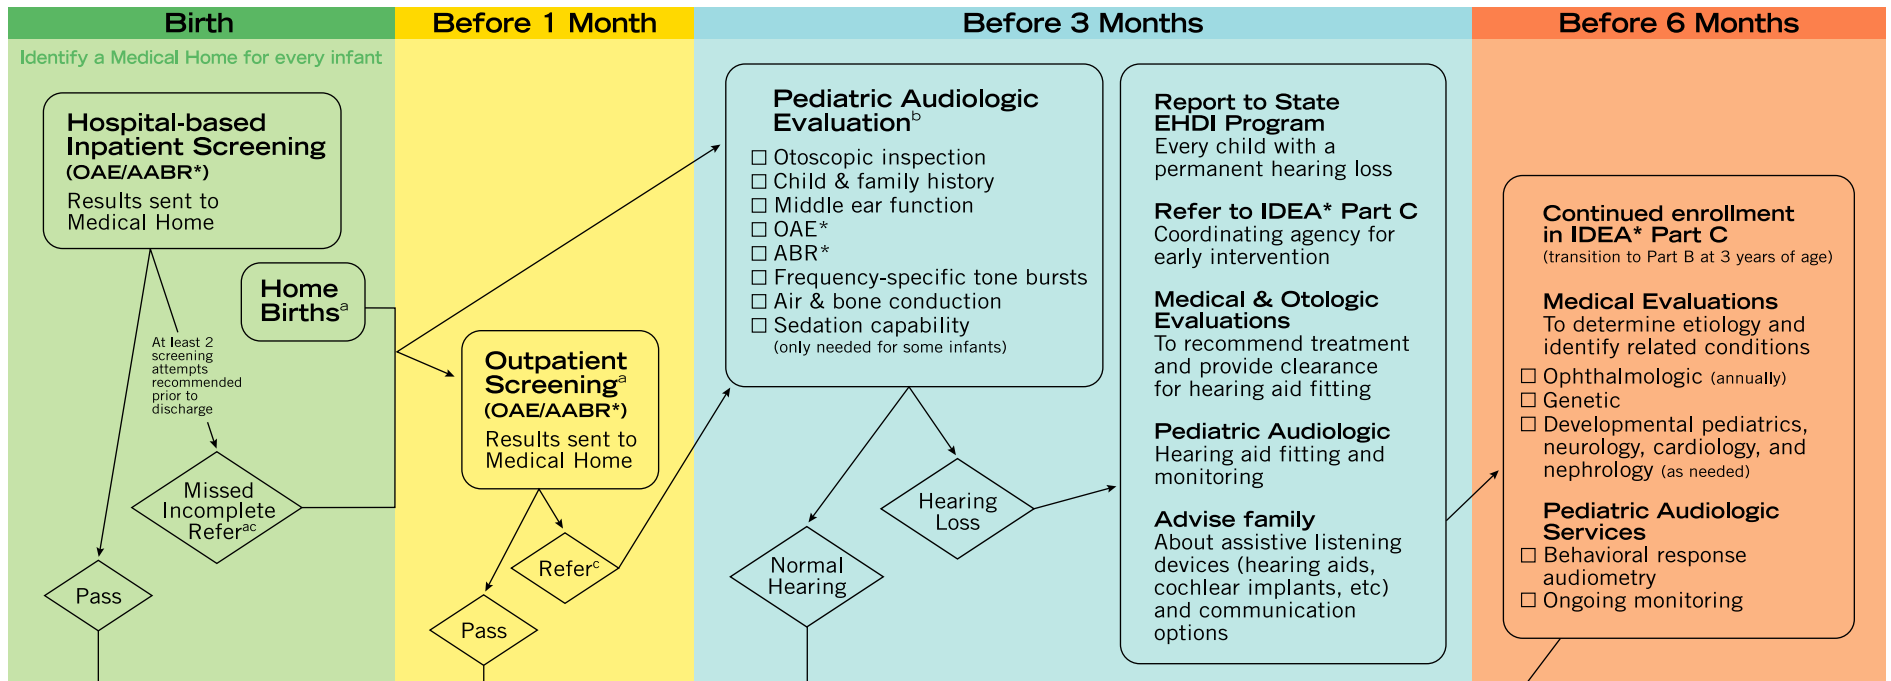 Birth
Identify a Medical Home for every infant
Hospital-based
Inpatient Screening
(OAE/AABR*)
Results sent to
Medical Home
Home
Birthsᵃ
At least 2
screening
attempts
recommended
prior to
discharge
Missed
Incomplete
Referᵃᶜ
Pass
Before 1 Month
Outpatient
Screeningᵃ
(OAE/AABR*)
Results sent to
Medical Home
Referᶜ
Pass
Before 3 Months
Pediatric Audiologic
Evaluationᵇ
☐ Otoscopic inspection
☐ Child & family history
☐ Middle ear function
☐ OAE*
☐ ABR*
☐ Frequency-specific tone bursts
☐ Air & bone conduction
☐ Sedation capability
(only needed for some infants)
Hearing
Loss
Normal
Hearing
Report to State
EHDI Program
Every child with a
permanent hearing loss
Refer to IDEA* Part C
Coordinating agency for
early intervention
Medical & Otologic
Evaluations
To recommend treatment
and provide clearance
for hearing aid fitting
Pediatric Audiologic
Hearing aid fitting and
monitoring
Advise family
About assistive listening
devices (hearing aids,
cochlear implants, etc)
and communication
options
Before 6 Months
Continued enrollment
in IDEA* Part C
(transition to Part B at 3 years of age)
Medical Evaluations
To determine etiology and
identify related conditions
☐ Ophthalmologic (annually)
☐ Genetic
☐ Developmental pediatrics,
neurology, cardiology, and
nephrology (as needed)
Pediatric Audiologic
Services
☐ Behavioral response
audiometry
☐ Ongoing monitoring